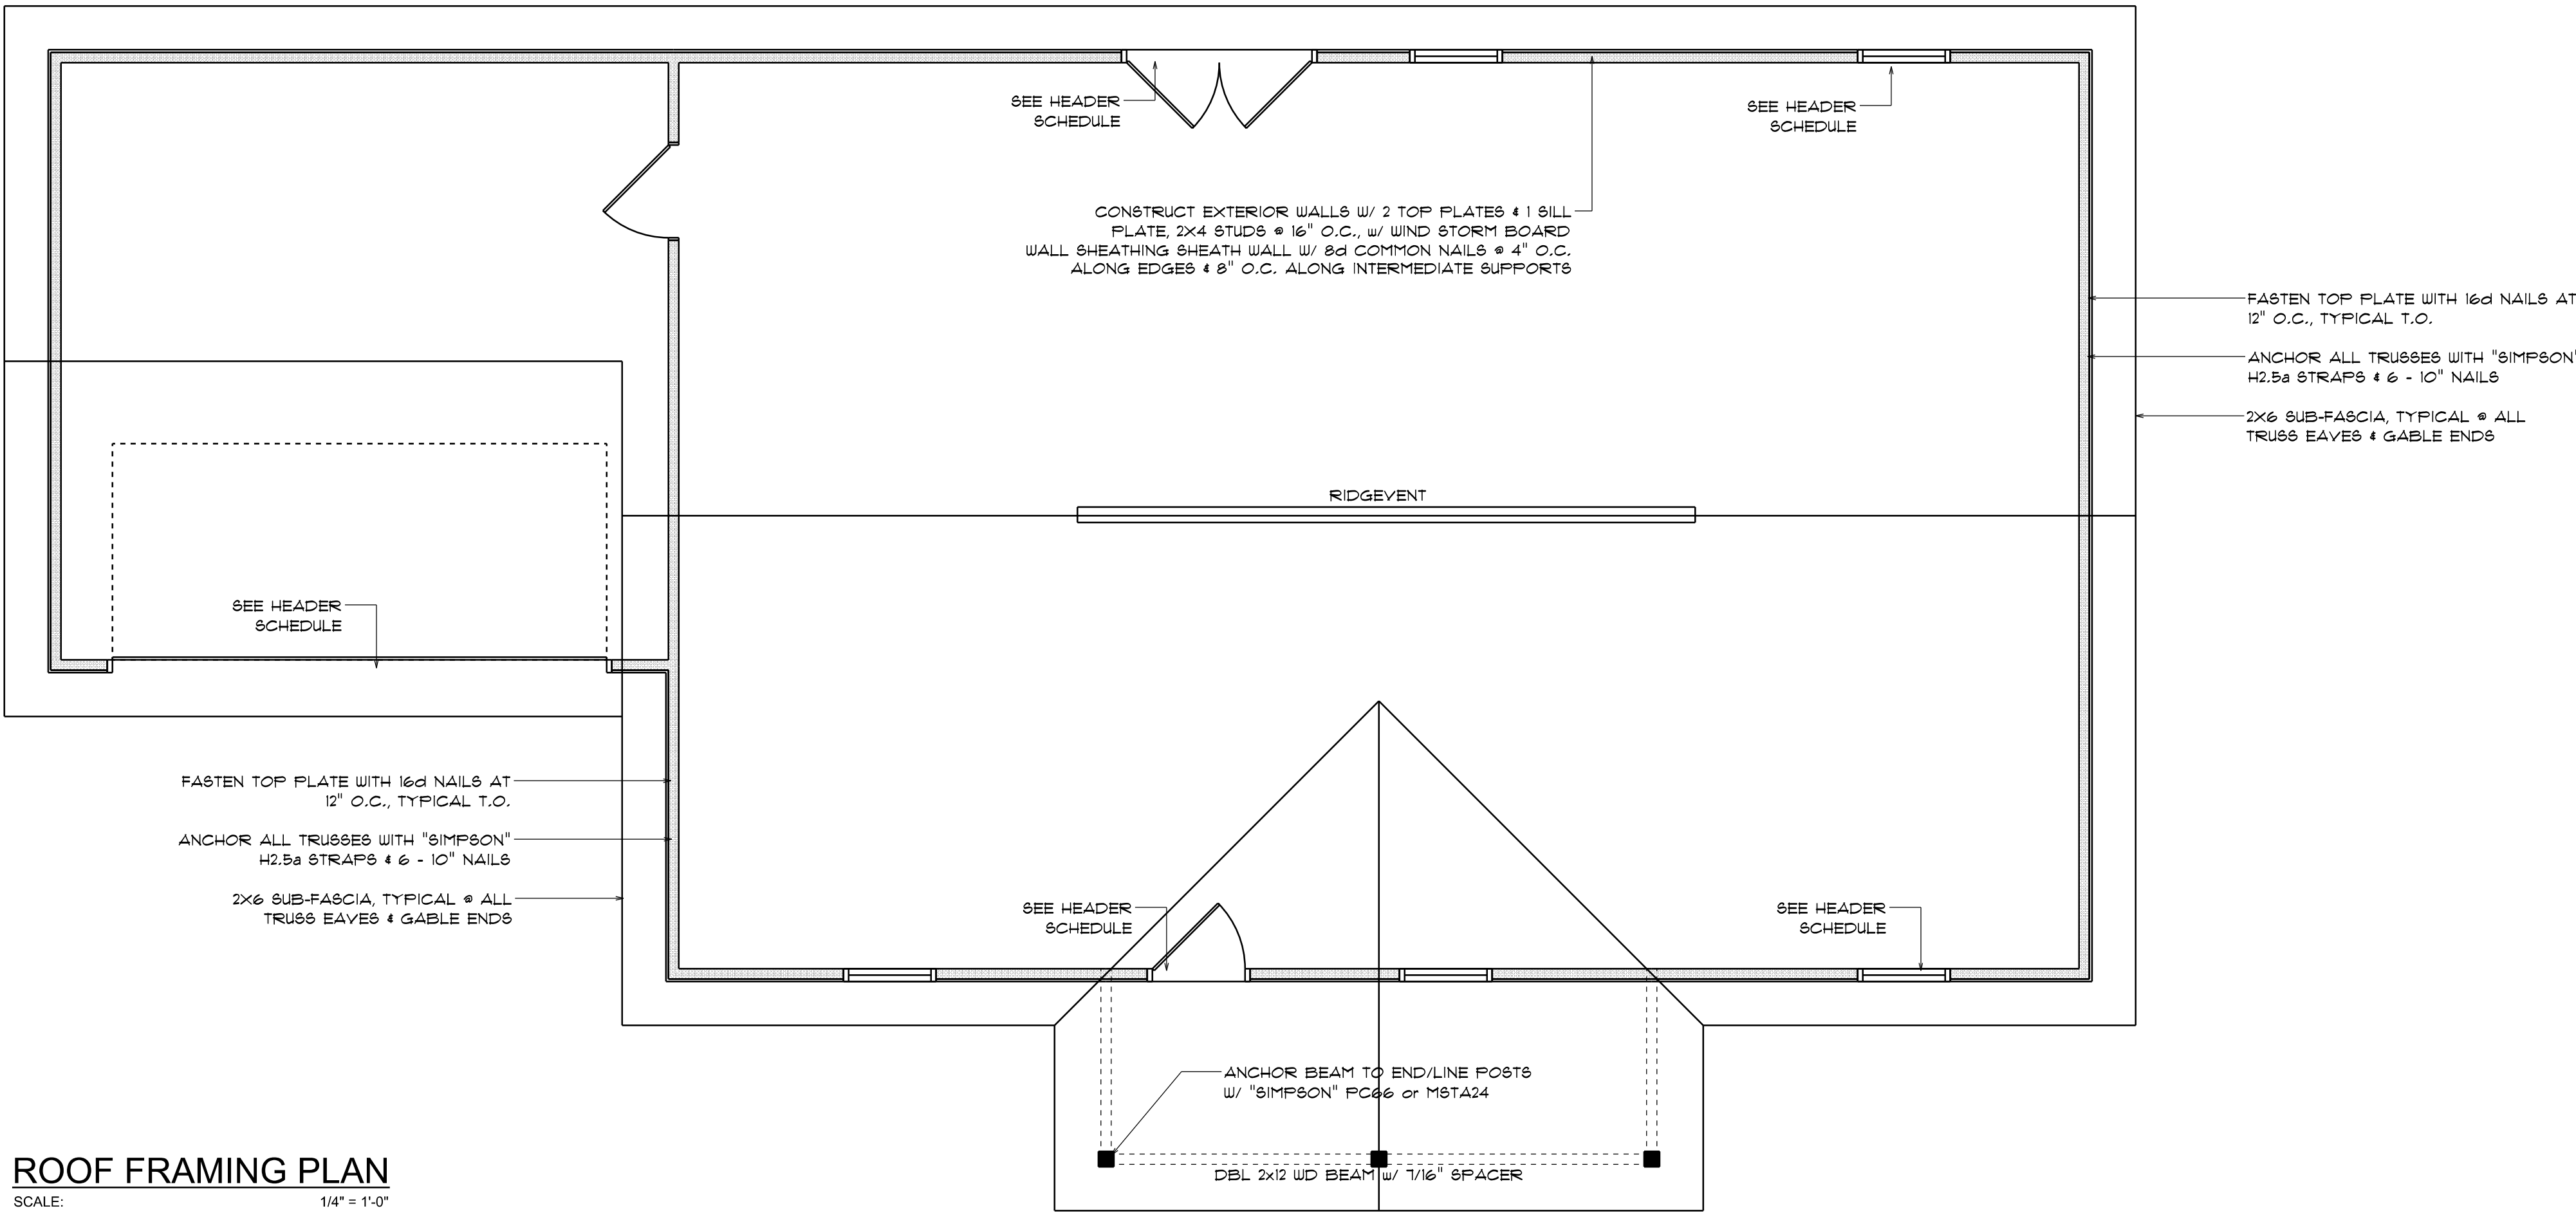 SEE HEADER
SCHEDULE
SEE HEADER
SCHEDULE
CONSTRUCT EXTERIOR WALLS W/ 2 TOP PLATES & 1 SILL
PLATE, 2X4 STUDS @ 16" O.C., w/ WIND STORM BOARD
WALL SHEATHING SHEATH WALL W/ 8d COMMON NAILS @ 4" O.C.
ALONG EDGES & 8" O.C. ALONG INTERMEDIATE SUPPORTS
FASTEN TOP PLATE WITH 16d NAILS AT
12" O.C., TYPICAL T.O.
ANCHOR ALL TRUSSES WITH "SIMPSON"
H2.5a STRAPS & 6 - 10" NAILS
2X6 SUB-FASCIA, TYPICAL @ ALL
TRUSS EAVES & GABLE ENDS
RIDGEVENT
SEE HEADER
SCHEDULE
FASTEN TOP PLATE WITH 16d NAILS AT
12" O.C., TYPICAL T.O.
ANCHOR ALL TRUSSES WITH "SIMPSON"
H2.5a STRAPS & 6 - 10" NAILS
2X6 SUB-FASCIA, TYPICAL @ ALL
TRUSS EAVES & GABLE ENDS
SEE HEADER
SCHEDULE
SEE HEADER
SCHEDULE
ANCHOR BEAM TO END/LINE POSTS
W/ "SIMPSON" PC66 or MSTA24
DBL 2x12 WD BEAM w/ 7/16" SPACER
ROOF FRAMING PLAN
SCALE: 1/4" = 1'-0"